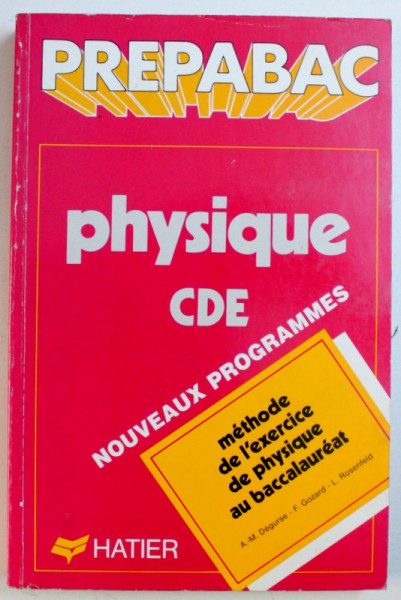 PREPABAC
physique
CDE
NOUVEAUX PROGRAMMES
méthode
de l'exercice
de physique
au baccalauréat
A.-M. Degurse - F. Gozard - L. Rosenfeld
HATIER